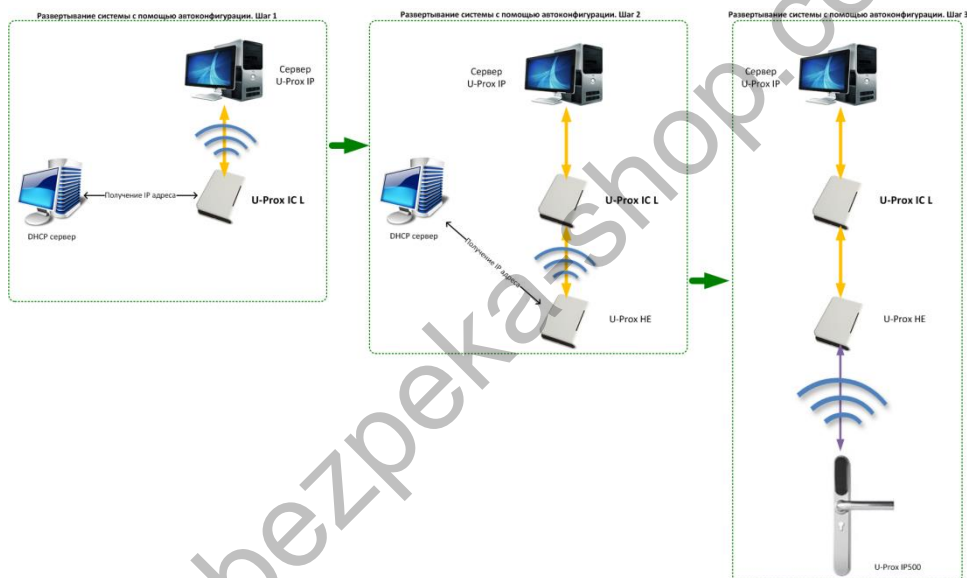 Развертывание системы с помощью автоконфигурации. Шаг 1
Сервер
U-Prox IP
Получение IP адреса
U-Prox IC L
DHCP сервер
Развертывание системы с помощью автоконфигурации. Шаг 2
Сервер
U-Prox IP
U-Prox IC L
DHCP сервер
Получение IP адреса
U-Prox HE
Развертывание системы с помощью автоконфигурации. Шаг 3
Сервер
U-Prox IP
U-Prox IC L
U-Prox HE
U-Prox IP500
bezpeka-shop.co